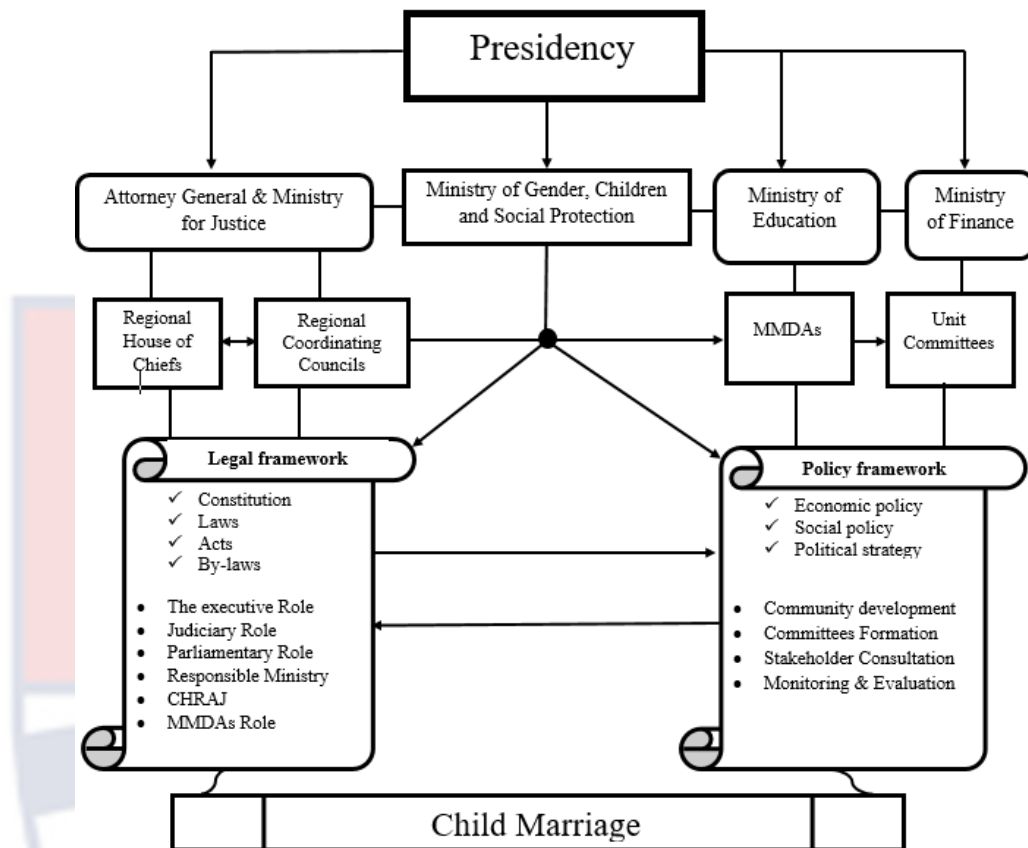 Presidency
Attorney General & Ministry
for Justice
Ministry of Gender, Children
and Social Protection
Ministry of
Education
Ministry
of Finance
Regional
House of
Chiefs
Regional
Coordinating
Councils
MMDAs
Unit
Committees
Legal framework
✓ Constitution
✓ Laws
✓ Acts
✓ By-laws
• The executive Role
• Judiciary Role
• Parliamentary Role
• Responsible Ministry
• CHRAJ
• MMDAs Role
Policy framework
✓ Economic policy
✓ Social policy
✓ Political strategy
• Community development
• Committees Formation
• Stakeholder Consultation
• Monitoring & Evaluation
Child Marriage